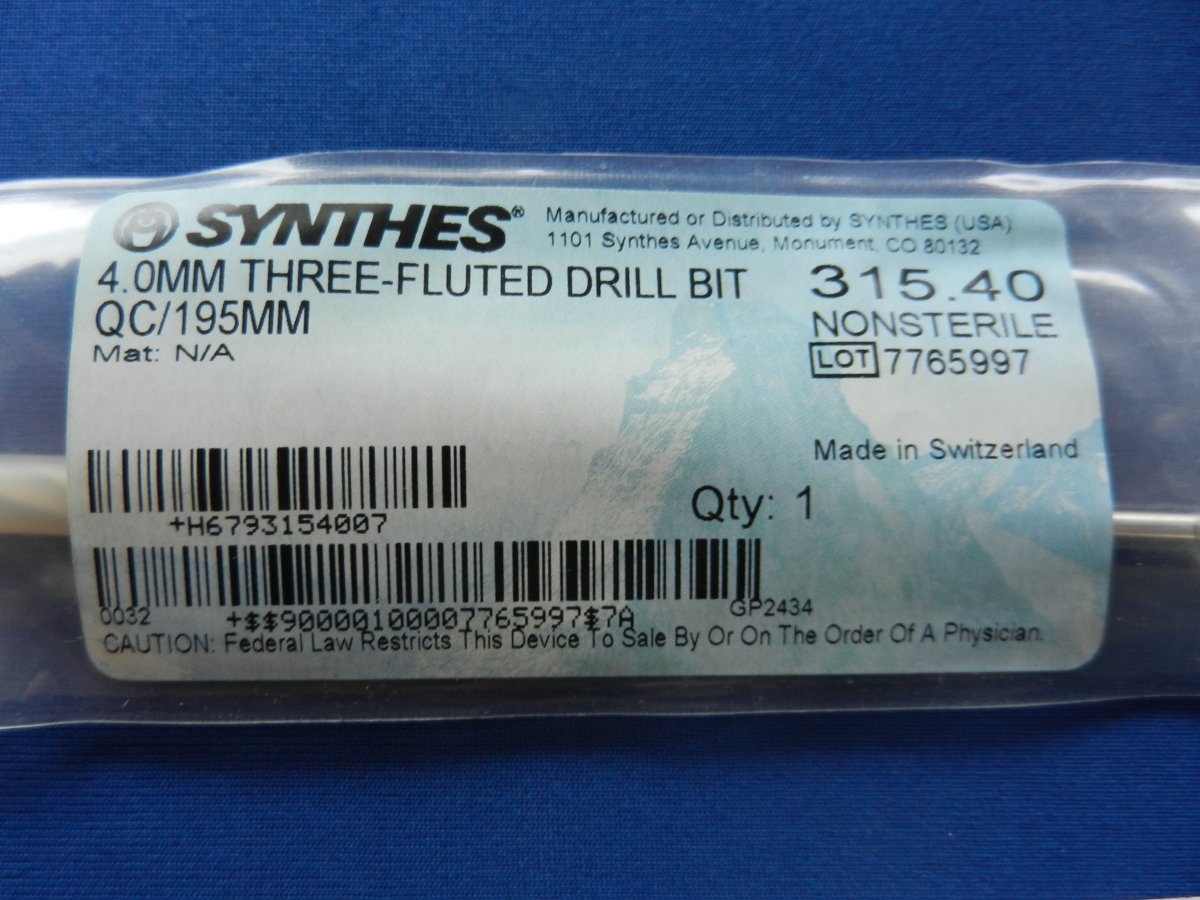 SYNTHES® Manufactured or Distributed by SYNTHES (USA)
1101 Synthes Avenue, Monument, CO 80132
4.0MM THREE-FLUTED DRILL BIT 315.40
QC/195MM NONSTERILE
Mat: N/A LOT 7765997
Made in Switzerland
Qty: 1
+H6793154007
0032 +$$90000100007765997$7A GP2434
CAUTION: Federal Law Restricts This Device To Sale By Or On The Order Of A Physician.